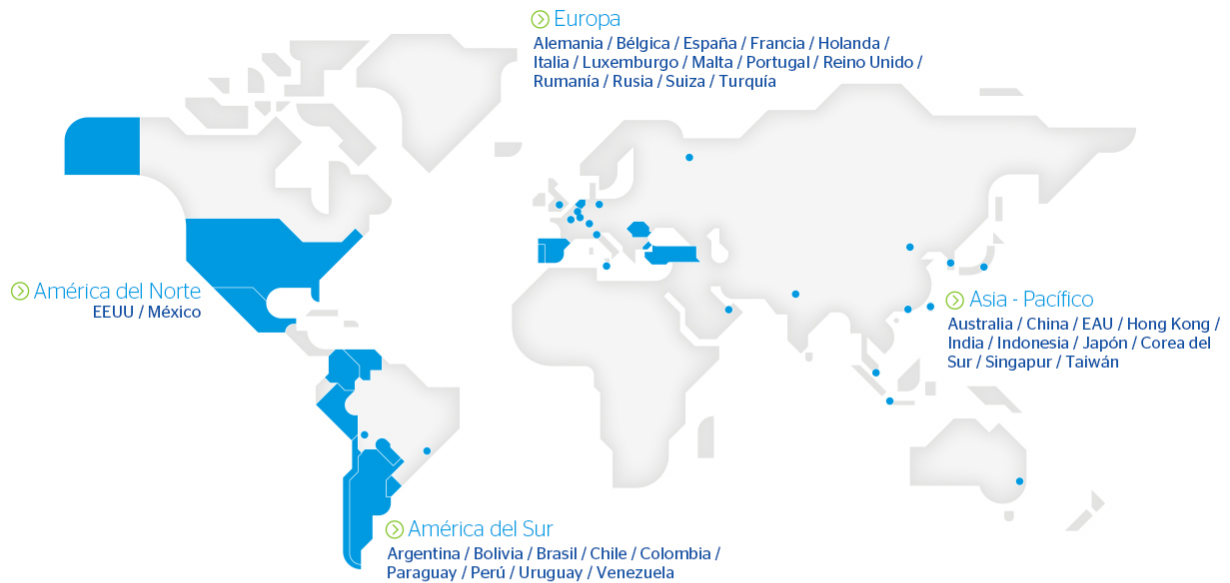 Europa
Alemania / Bélgica / España / Francia / Holanda /
Italia / Luxemburgo / Malta / Portugal / Reino Unido /
Rumanía / Rusia / Suiza / Turquía
América del Norte
EEUU / México
Asia - Pacífico
Australia / China / EAU / Hong Kong /
India / Indonesia / Japón / Corea del
Sur / Singapur / Taiwán
América del Sur
Argentina / Bolivia / Brasil / Chile / Colombia /
Paraguay / Perú / Uruguay / Venezuela